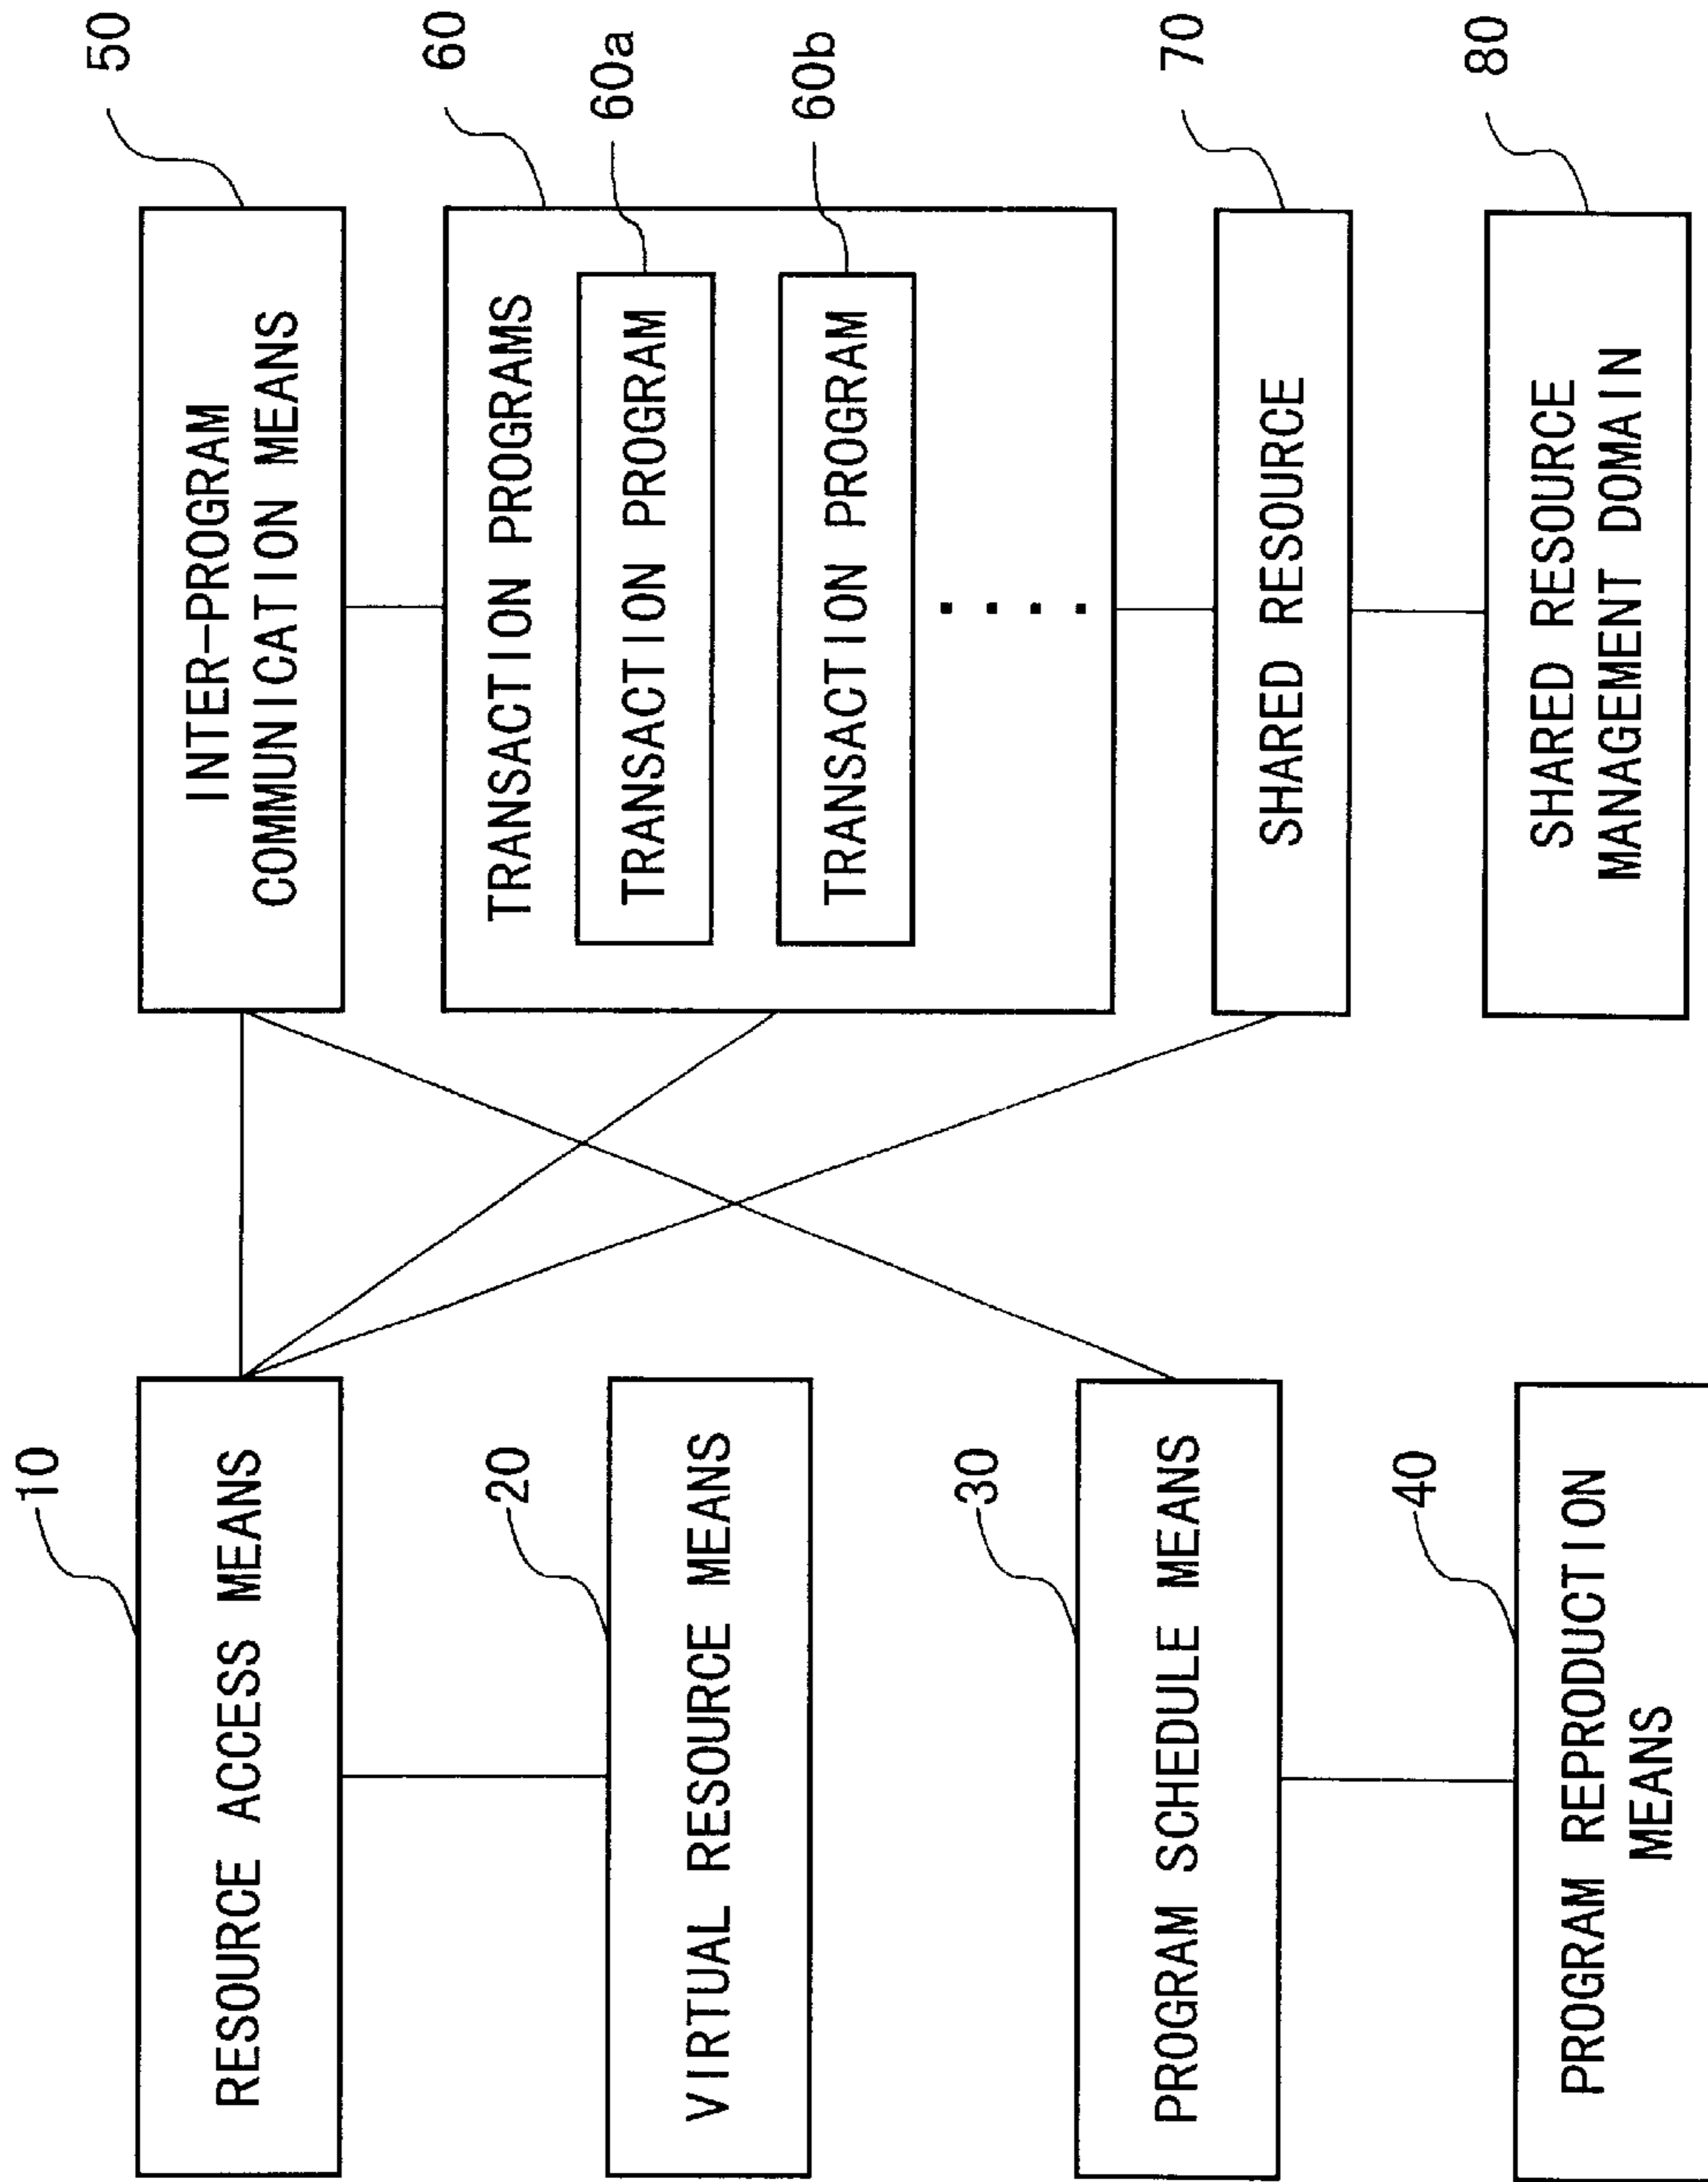 10
RESOURCE ACCESS MEANS
20
VIRTUAL RESOURCE MEANS
30
PROGRAM SCHEDULE MEANS
40
PROGRAM REPRODUCTION
MEANS
50
INTER-PROGRAM
COMMUNICATION MEANS
60
TRANSACTION PROGRAMS
60a
TRANSACTION PROGRAM
60b
TRANSACTION PROGRAM
70
SHARED RESOURCE
80
SHARED RESOURCE
MANAGEMENT DOMAIN